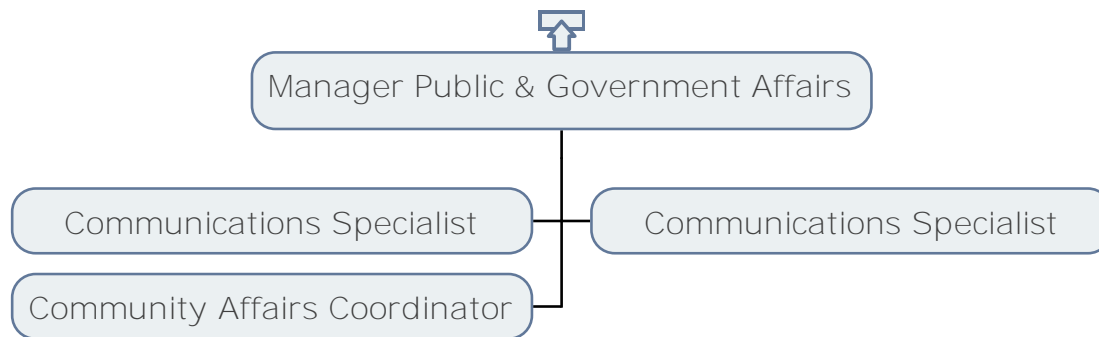 Manager Public & Government Affairs
Communications Specialist
Communications Specialist
Community Affairs Coordinator